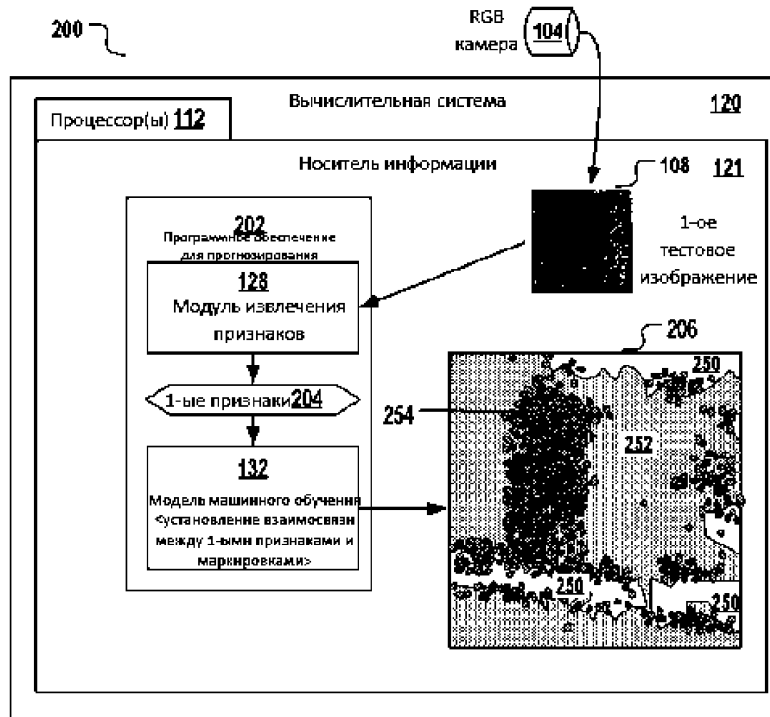 200
RGB
камера
104
Вычислительная система
120
Процессор(ы) 112
Носитель информации
121
108
1-ое
тестовое
изображение
202
Программное обеспечение
для прогнозирования
128
Модуль извлечения
признаков
1-ые признаки 204
132
Модель машинного обучения
<установление взаимосвязи
между 1-ыми признаками и
маркировками>
206
250
254
252
250
250